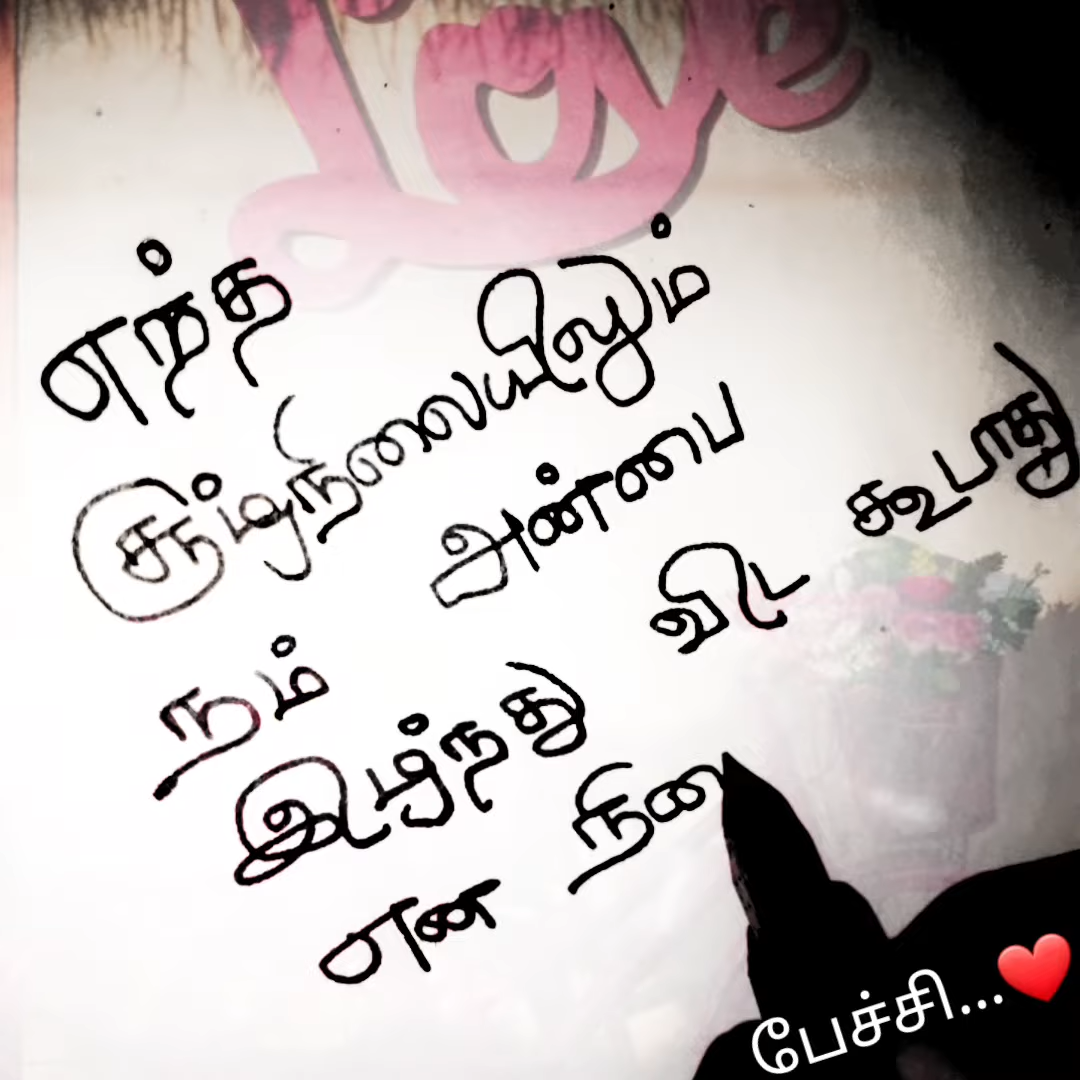 Love
எந்த
சூழ்நிலையிலும்
நம் அன்பை
இழந்து விட கூடாது
என நினை
பேச்சி...❤️